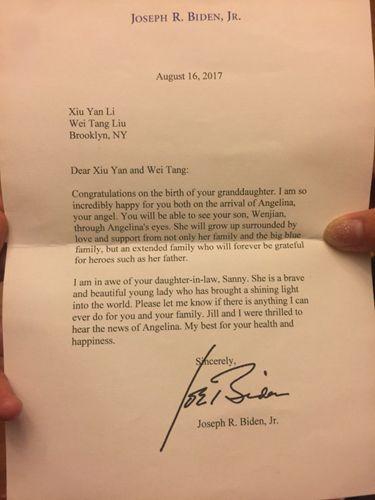 JOSEPH R. BIDEN, JR.
August 16, 2017
Xiu Yan Li
Wei Tang Liu
Brooklyn, NY
Dear Xiu Yan and Wei Tang:
Congratulations on the birth of your granddaughter. I am so
incredibly happy for you both on the arrival of Angelina,
your angel. You will be able to see your son, Wenjian,
through Angelina's eyes. She will grow up surrounded by
love and support from not only her family and the big blue
family, but an extended family who will forever be grateful
for heroes such as her father.
I am in awe of your daughter-in-law, Sanny. She is a brave
and beautiful young lady who has brought a shining light
into the world. Please let me know if there is anything I can
ever do for you and your family. Jill and I were thrilled to
hear the news of Angelina. My best for your health and
happiness.
Sincerely,
Joe Biden
Joseph R. Biden, Jr.